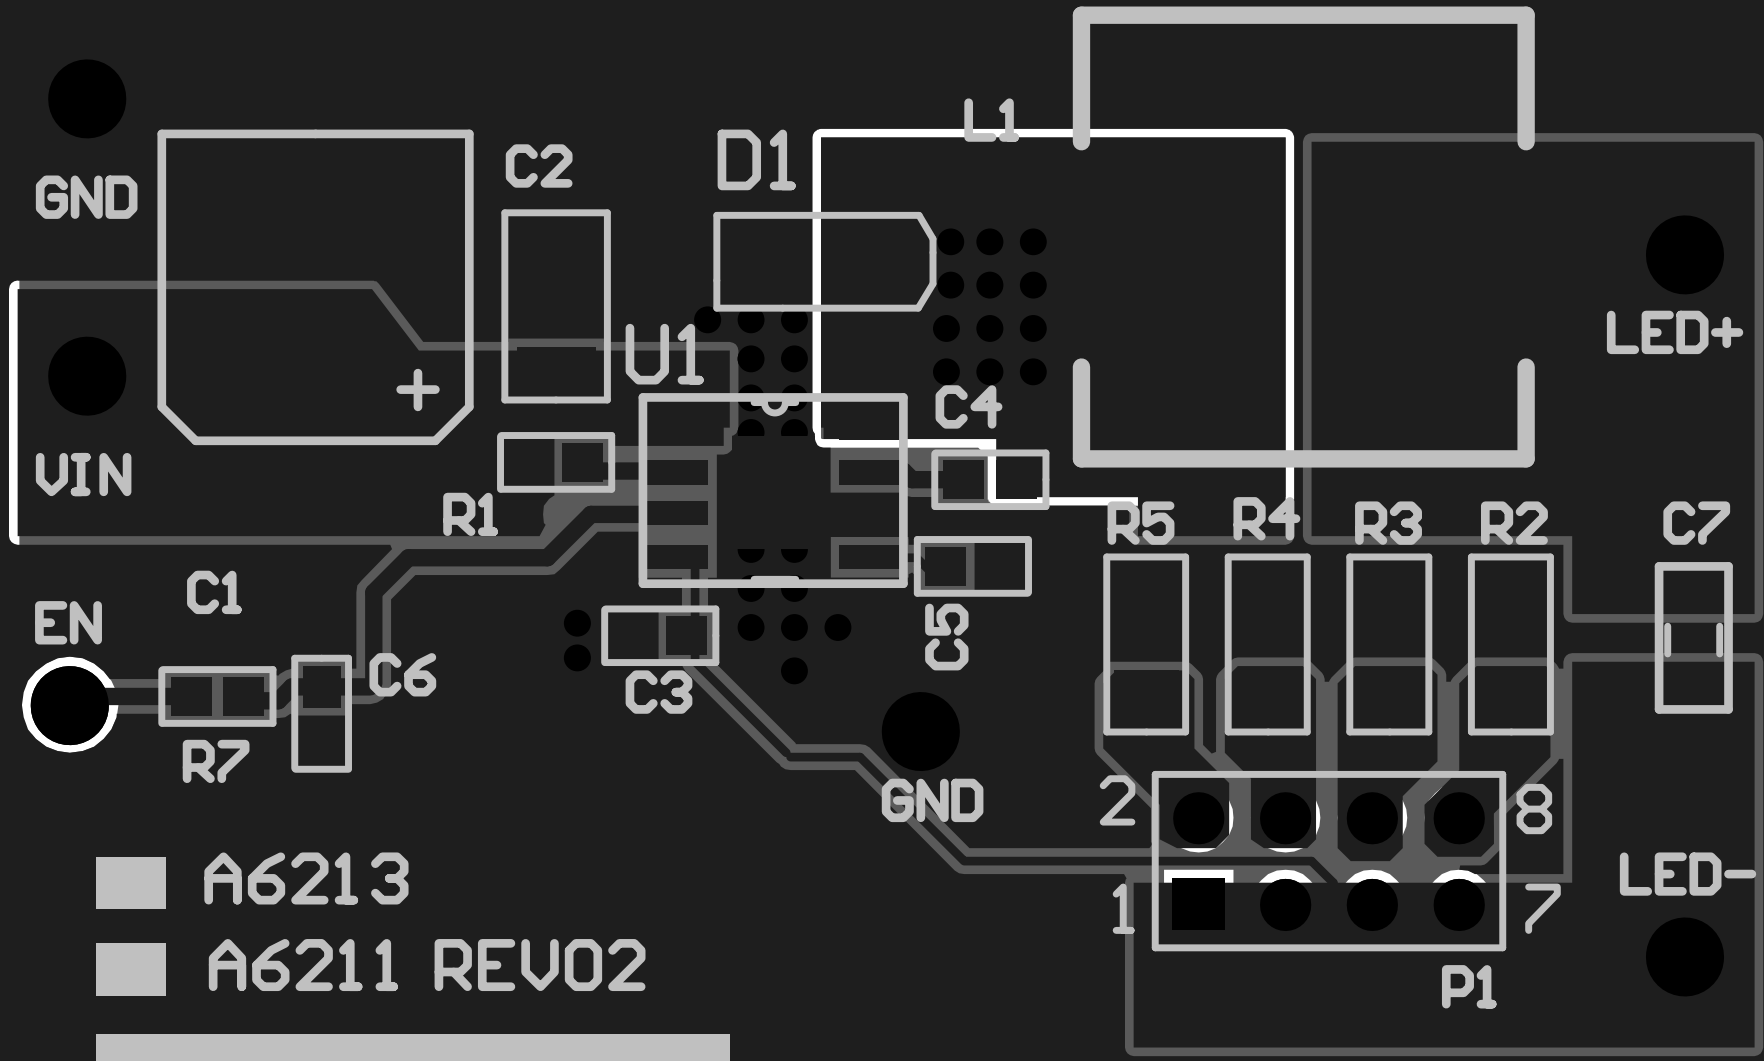 L1
C2
D1
GND
LED+
U1
+
C4
VIN
R1
R5
R4
R3
R2
C7
C1
EN
C5
C6
C3
R7
GND
2
8
A6213
LED-
1
7
A6211 REV02
P1